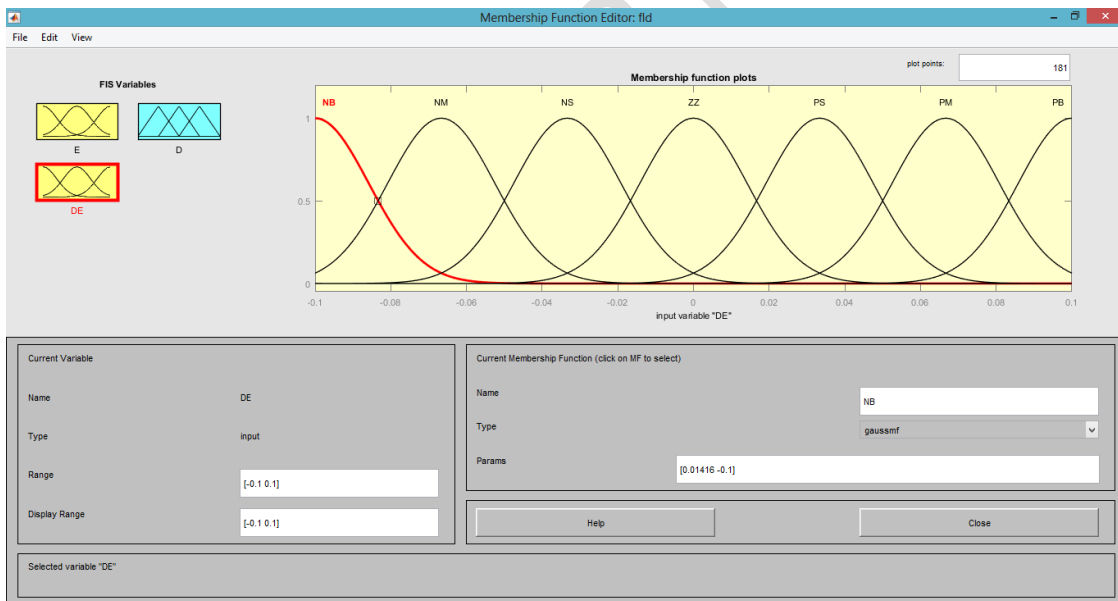 Membership Function Editor: fld
File Edit View
FIS Variables
E D
DE
plot points: 181
Membership function plots
NB NM NS ZZ PS PM PB
1
0.5
0
-0.1 -0.08 -0.06 -0.04 -0.02 0 0.02 0.04 0.06 0.08 0.1
input variable "DE"
Current Variable
Name DE
Type input
Range [-0.1 0.1]
Display Range [-0.1 0.1]
Current Membership Function (click on MF to select)
Name NB
Type gaussmf
Params [0.01416 -0.1]
Help Close
Selected variable "DE"